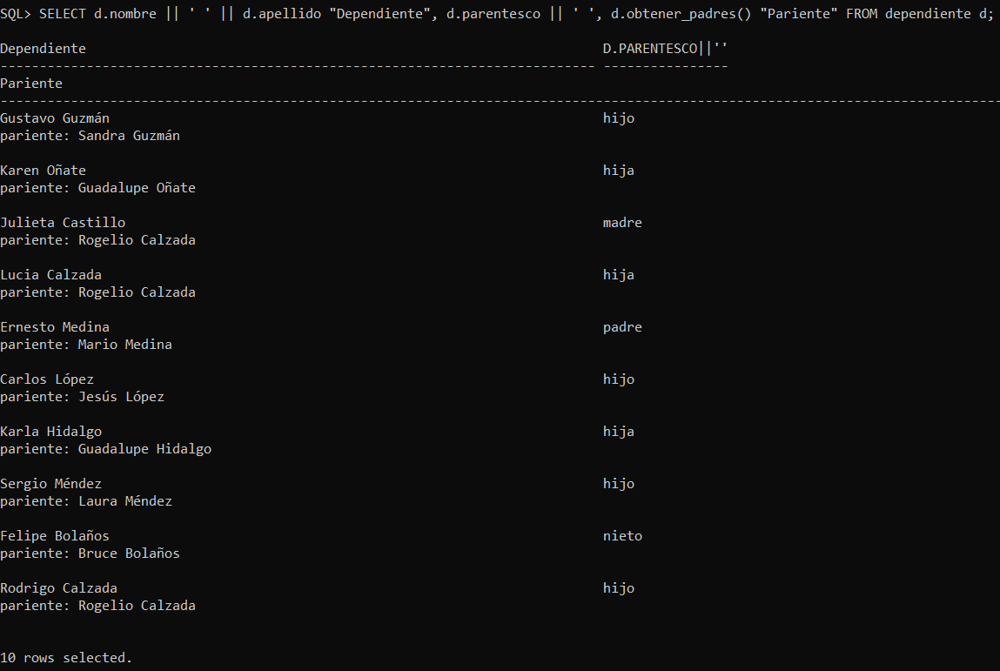 SQL> SELECT d.nombre || ' ' || d.apellido "Dependiente", d.parentesco || ' ', d.obtener_padres() "Pariente" FROM dependiente d;
Dependiente D.PARENTESCO||''
----------------------------------------------------------------------------- ----------------
Pariente
--------------------------------------------------------------------------------------------------------------------------------
Gustavo Guzmán hijo
pariente: Sandra Guzmán
Karen Oñate hija
pariente: Guadalupe Oñate
Julieta Castillo madre
pariente: Rogelio Calzada
Lucia Calzada hija
pariente: Rogelio Calzada
Ernesto Medina padre
pariente: Mario Medina
Carlos López hijo
pariente: Jesús López
Karla Hidalgo hija
pariente: Guadalupe Hidalgo
Sergio Méndez hijo
pariente: Laura Méndez
Felipe Bolaños nieto
pariente: Bruce Bolaños
Rodrigo Calzada hijo
pariente: Rogelio Calzada
10 rows selected.